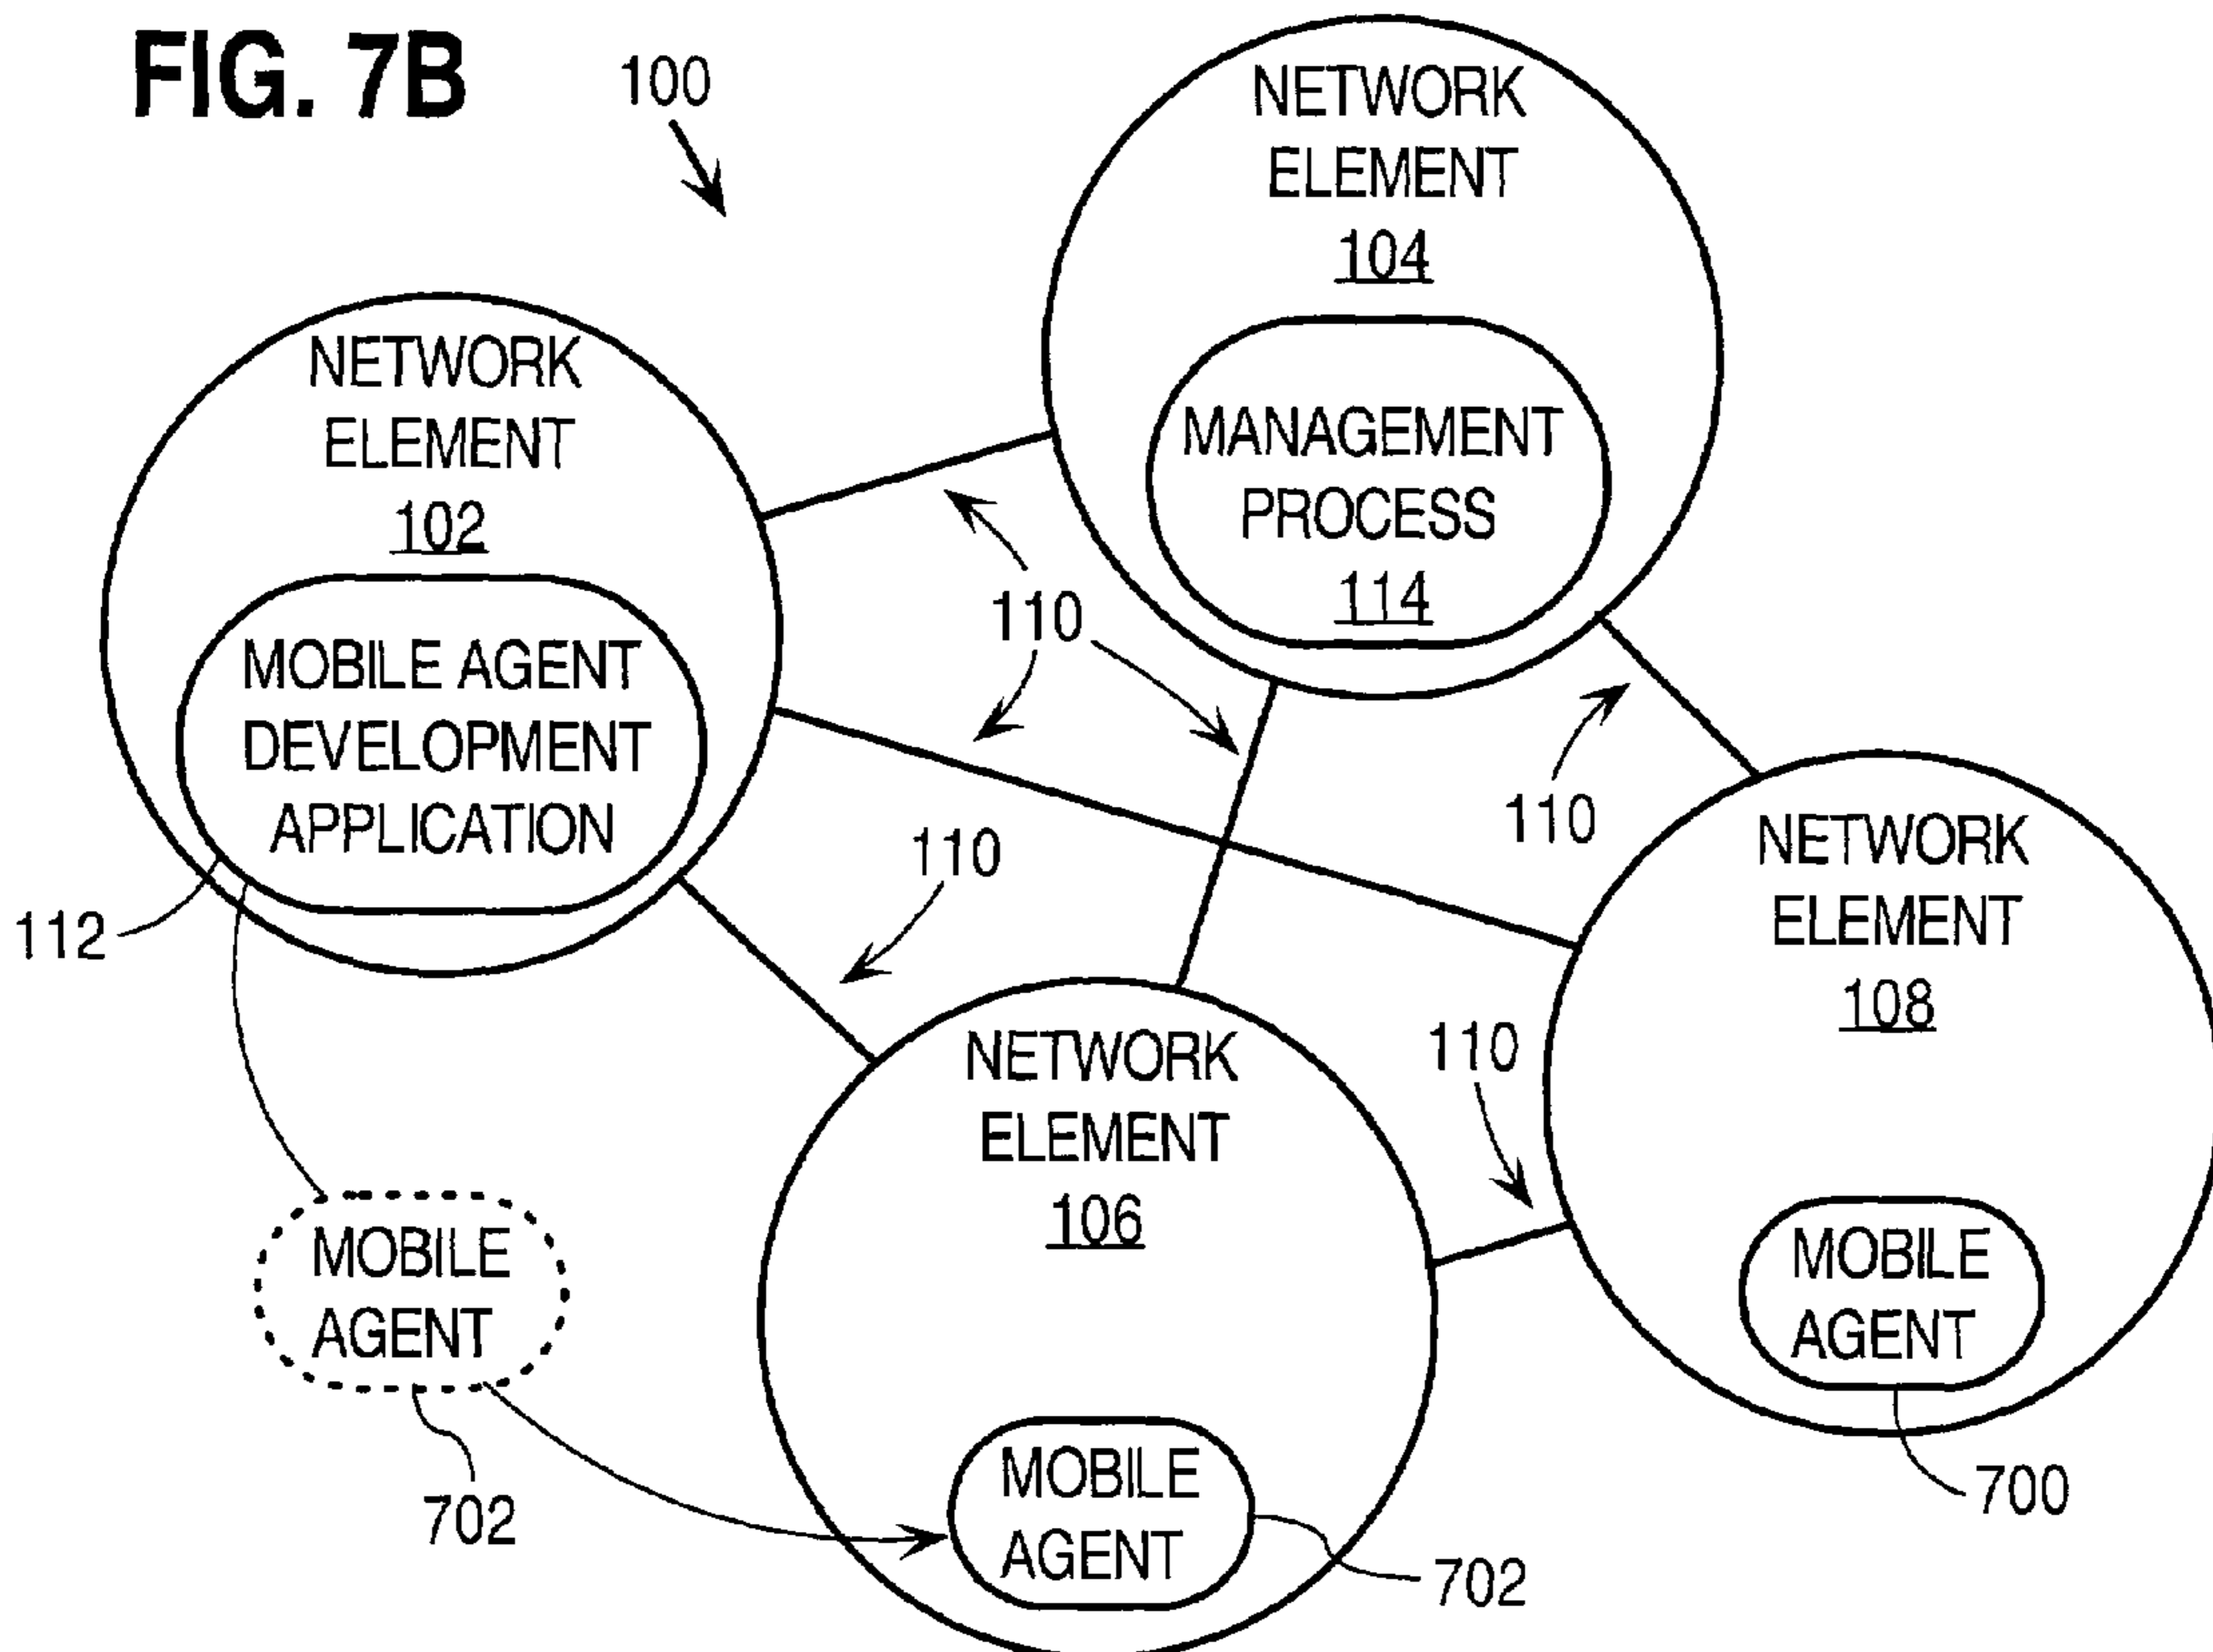 FIG. 7B
100
NETWORK
ELEMENT
104
MANAGEMENT
PROCESS
114
NETWORK
ELEMENT
102
MOBILE AGENT
DEVELOPMENT
APPLICATION
112
110
110
110
NETWORK
ELEMENT
108
MOBILE
AGENT
700
110
NETWORK
ELEMENT
106
MOBILE
AGENT
702
MOBILE
AGENT
702